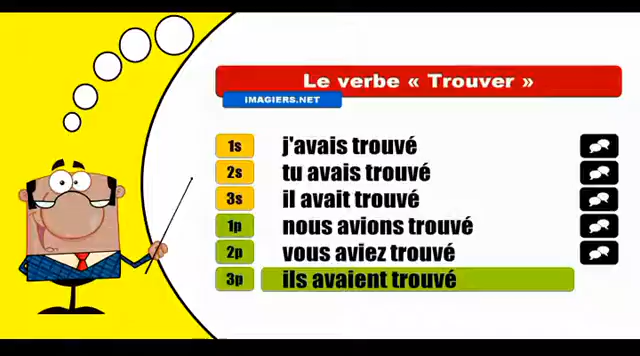 Le verbe « Trouver »
IMAGIERS.NET
1s j'avais trouvé
2s tu avais trouvé
3s il avait trouvé
1p nous avions trouvé
2p vous aviez trouvé
3p ils avaient trouvé